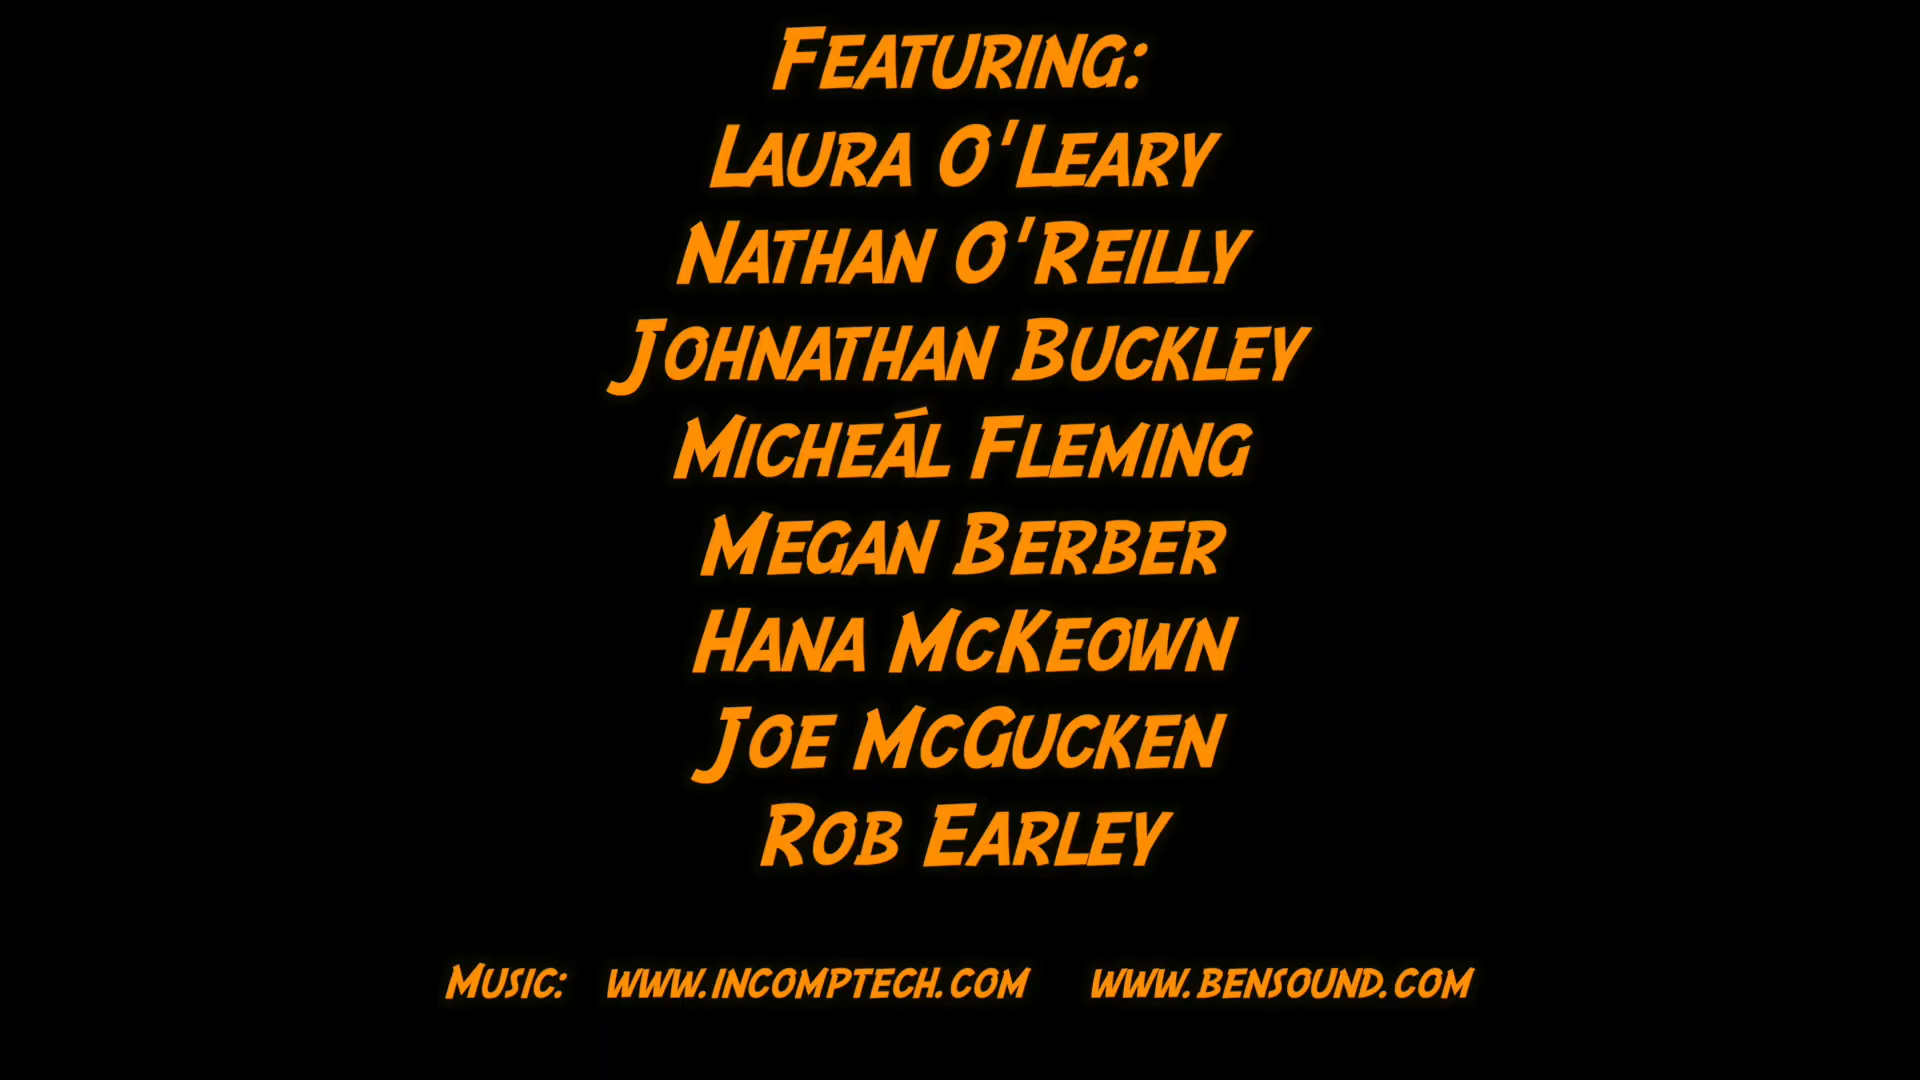 Featuring:
Laura O'Leary
Nathan O'Reilly
Johnathan Buckley
Micheál Fleming
Megan Berber
Hana McKeown
Joe McGucken
Rob Earley
Music: www.incomptech.com www.bensound.com